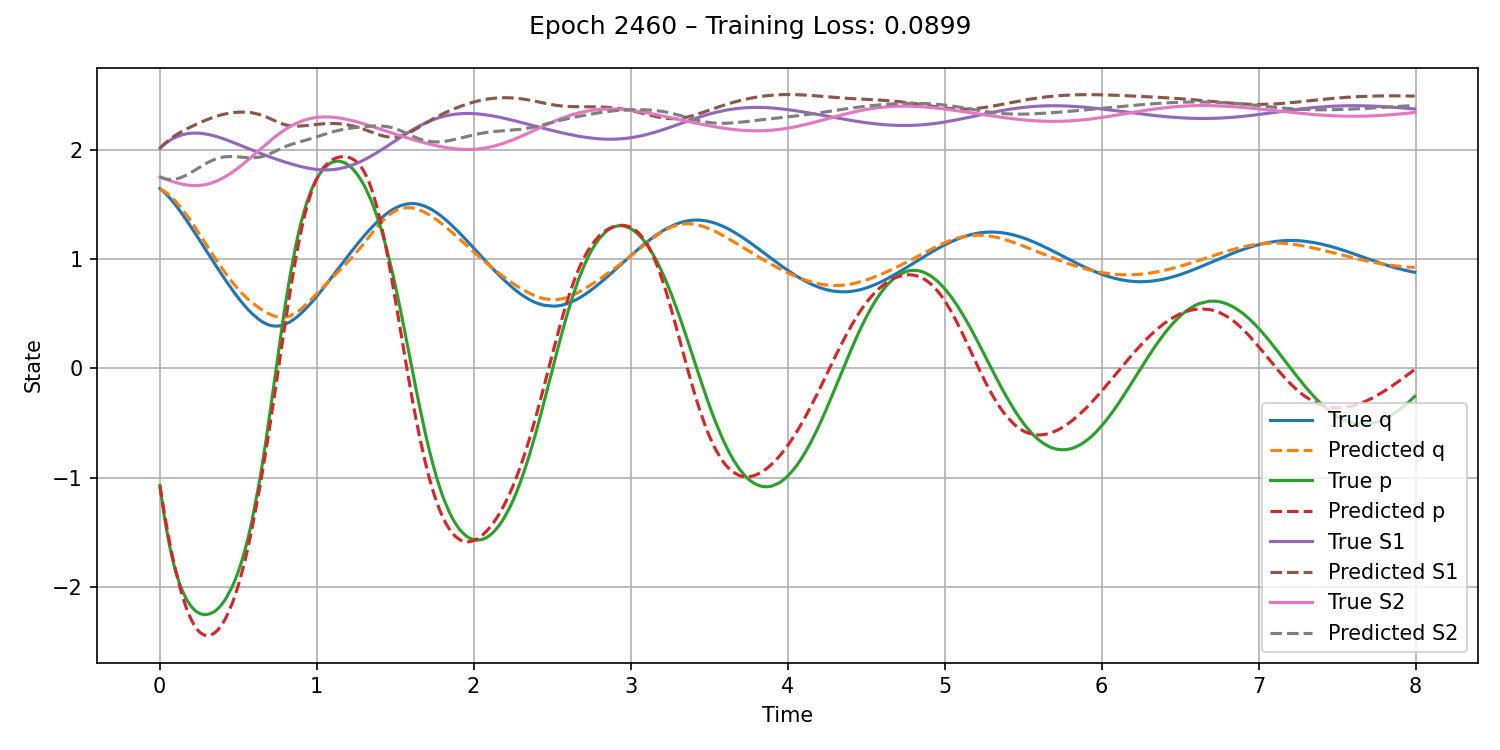 Epoch 2460 – Training Loss: 0.0899
State
2
1
0
−1
−2
0 1 2 3 4 5 6 7 8
Time
True q
Predicted q
True p
Predicted p
True S1
Predicted S1
True S2
Predicted S2